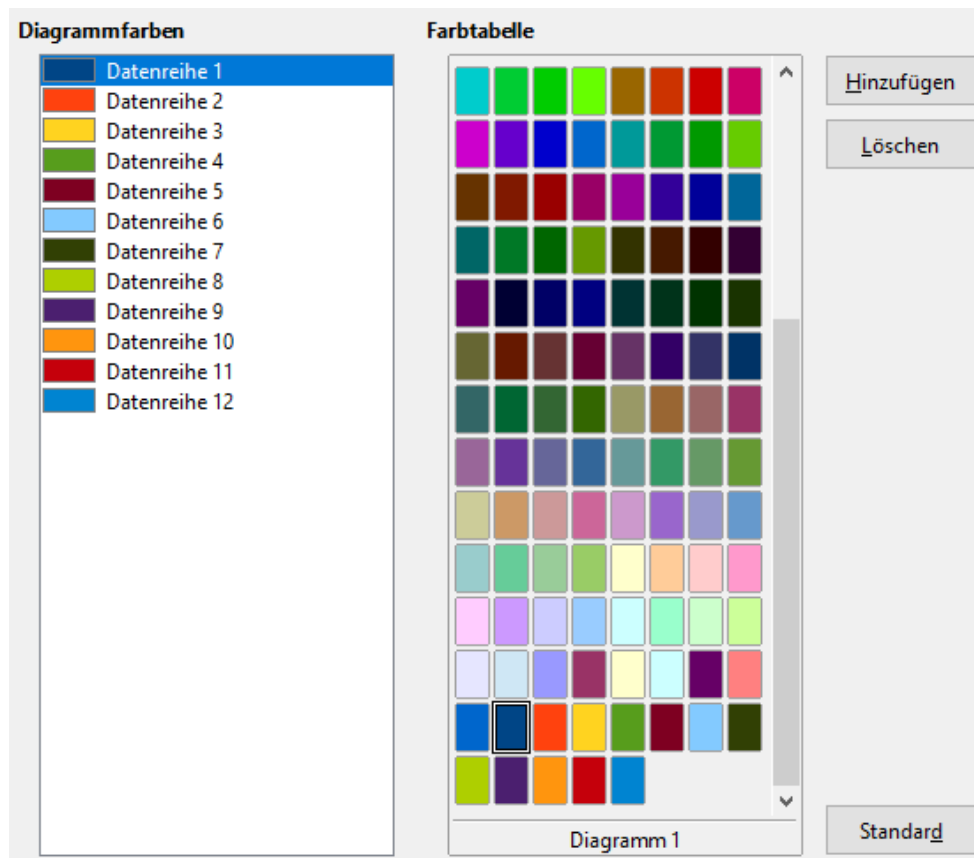 Diagrammfarben
Datenreihe 1
Datenreihe 2
Datenreihe 3
Datenreihe 4
Datenreihe 5
Datenreihe 6
Datenreihe 7
Datenreihe 8
Datenreihe 9
Datenreihe 10
Datenreihe 11
Datenreihe 12
Farbtabelle
Diagramm 1
Hinzufügen
Löschen
Standard